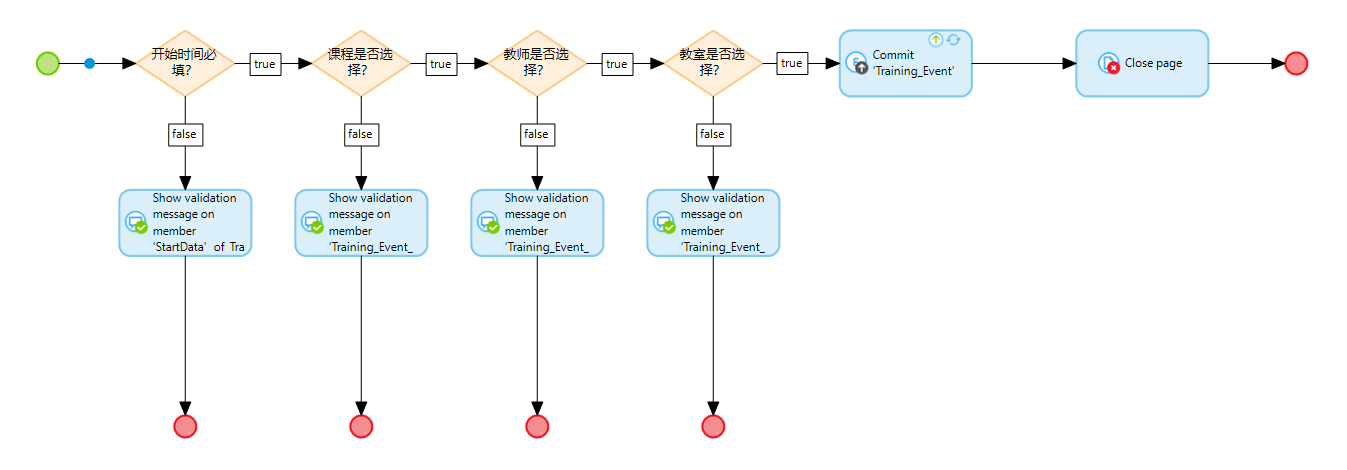 开始时间必
填?
true
课程是否选
择?
true
教师是否选
择?
true
教室是否选
择?
true
Commit
'Training_Event'
Close page
false
false
false
false
Show validation
message on
member
'StartData' of Tra
Show validation
message on
member
'Training_Event_
Show validation
message on
member
'Training_Event_
Show validation
message on
member
'Training_Event_